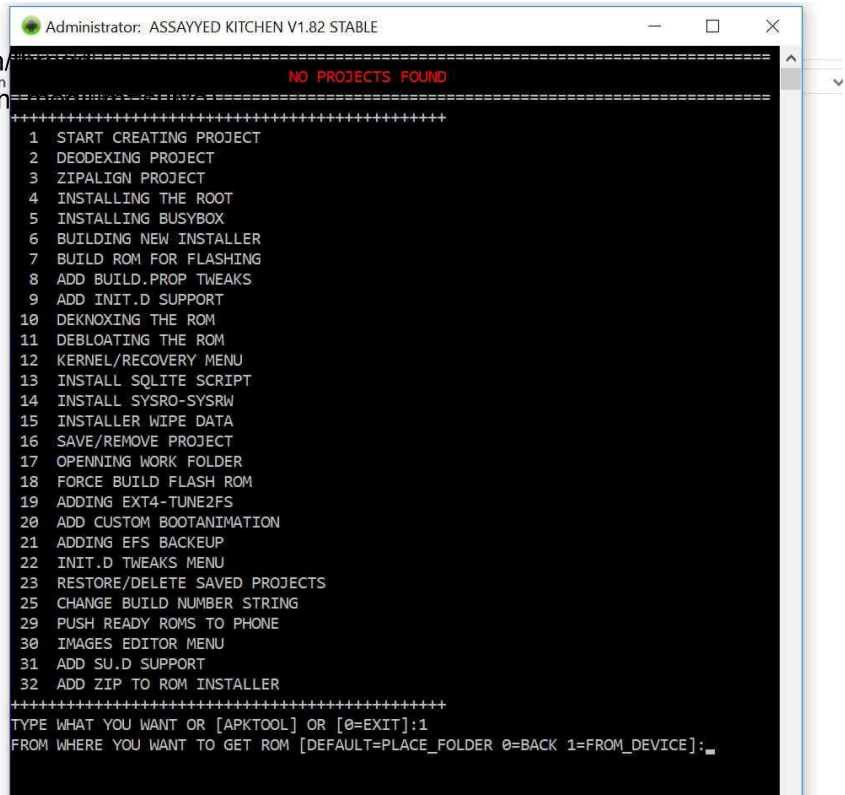 Administrator: ASSAYYED KITCHEN V1.82 STABLE
NO PROJECTS FOUND
1 START CREATING PROJECT
2 DEODEXING PROJECT
3 ZIPALIGN PROJECT
4 INSTALLING THE ROOT
5 INSTALLING BUSYBOX
6 BUILDING NEW INSTALLER
7 BUILD ROM FOR FLASHING
8 ADD BUILD.PROP TWEAKS
9 ADD INIT.D SUPPORT
10 DEKNOXING THE ROM
11 DEBLOATING THE ROM
12 KERNEL/RECOVERY MENU
13 INSTALL SQLITE SCRIPT
14 INSTALL SYSRO-SYSRW
15 INSTALLER WIPE DATA
16 SAVE/REMOVE PROJECT
17 OPENNING WORK FOLDER
18 FORCE BUILD FLASH ROM
19 ADDING EXT4-TUNE2FS
20 ADD CUSTOM BOOTANIMATION
21 ADDING EFS BACKEUP
22 INIT.D TWEAKS MENU
23 RESTORE/DELETE SAVED PROJECTS
25 CHANGE BUILD NUMBER STRING
29 PUSH READY ROMS TO PHONE
30 IMAGES EDITOR MENU
31 ADD SU.D SUPPORT
32 ADD ZIP TO ROM INSTALLER
++++++++++++++++++++++++++++++++++++++++++++++
TYPE WHAT YOU WANT OR [APKTOOL] OR [0=EXIT]:1
FROM WHERE YOU WANT TO GET ROM [DEFAULT=PLACE_FOLDER 0=BACK 1=FROM_DEVICE]:_